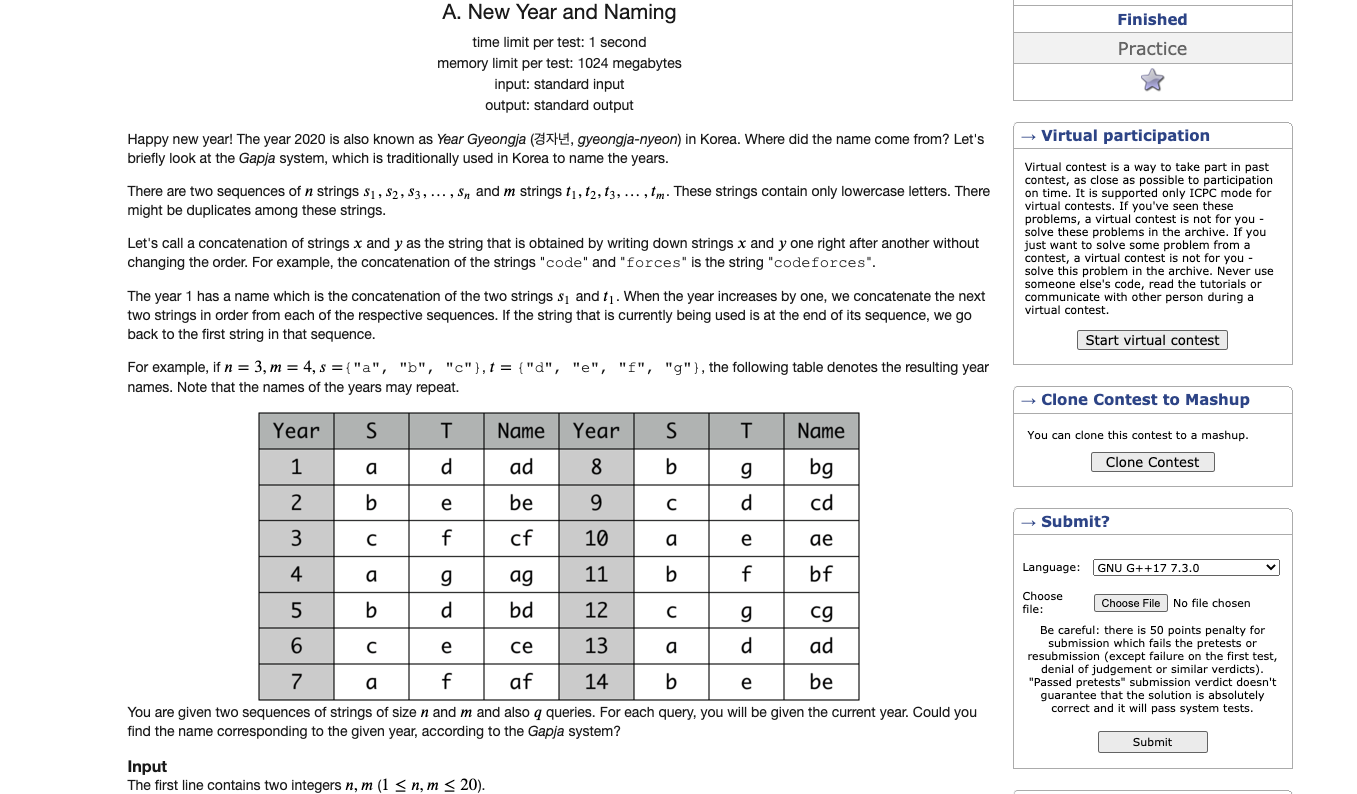 A. New Year and Naming
time limit per test: 1 second
memory limit per test: 1024 megabytes
input: standard input
output: standard output
Happy new year! The year 2020 is also known as Year Gyeongja (경자년, gyeongja-nyeon) in Korea. Where did the name come from? Let's
briefly look at the Gapja system, which is traditionally used in Korea to name the years.
There are two sequences of n strings s₁, s₂, s₃, … , sₙ and m strings t₁, t₂, t₃, … , tₘ. These strings contain only lowercase letters. There
might be duplicates among these strings.
Let's call a concatenation of strings x and y as the string that is obtained by writing down strings x and y one right after another without
changing the order. For example, the concatenation of the strings "code" and "forces" is the string "codeforces".
The year 1 has a name which is the concatenation of the two strings s₁ and t₁. When the year increases by one, we concatenate the next
two strings in order from each of the respective sequences. If the string that is currently being used is at the end of its sequence, we go
back to the first string in that sequence.
For example, if n = 3, m = 4, s ={"a", "b", "c"}, t = {"d", "e", "f", "g"}, the following table denotes the resulting year
names. Note that the names of the years may repeat.
Year S T Name Year S T Name
1 a d ad 8 b g bg
2 b e be 9 c d cd
3 c f cf 10 a e ae
4 a g ag 11 b f bf
5 b d bd 12 c g cg
6 c e ce 13 a d ad
7 a f af 14 b e be
You are given two sequences of strings of size n and m and also q queries. For each query, you will be given the current year. Could you
find the name corresponding to the given year, according to the Gapja system?
Input
The first line contains two integers n, m (1 ≤ n, m ≤ 20).
Finished
Practice
→ Virtual participation
Virtual contest is a way to take part in past
contest, as close as possible to participation
on time. It is supported only ICPC mode for
virtual contests. If you've seen these
problems, a virtual contest is not for you -
solve these problems in the archive. If you
just want to solve some problem from a
contest, a virtual contest is not for you -
solve this problem in the archive. Never use
someone else's code, read the tutorials or
communicate with other person during a
virtual contest.
Start virtual contest
→ Clone Contest to Mashup
You can clone this contest to a mashup.
Clone Contest
→ Submit?
Language: GNU G++17 7.3.0
Choose
file: Choose File No file chosen
Be careful: there is 50 points penalty for
submission which fails the pretests or
resubmission (except failure on the first test,
denial of judgement or similar verdicts).
"Passed pretests" submission verdict doesn't
guarantee that the solution is absolutely
correct and it will pass system tests.
Submit